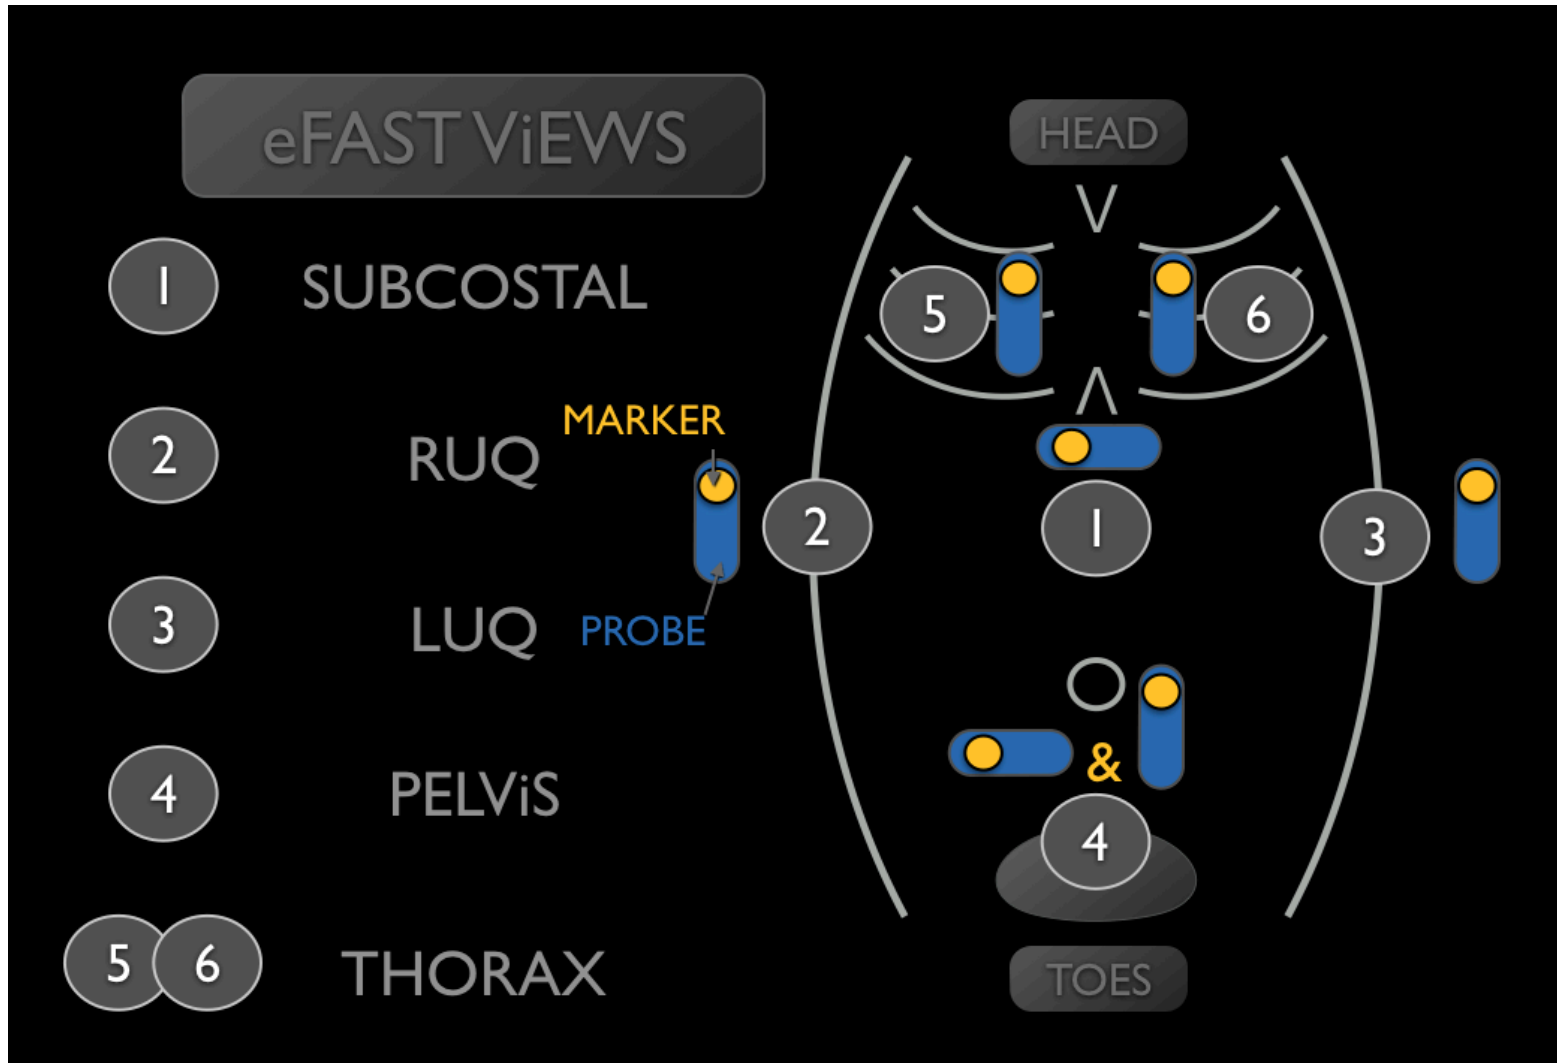 eFAST ViEWS
1 SUBCOSTAL
2 RUQ
3 LUQ
4 PELViS
5 6 THORAX
MARKER
PROBE
HEAD
5 6
2 1 3
&
4
TOES